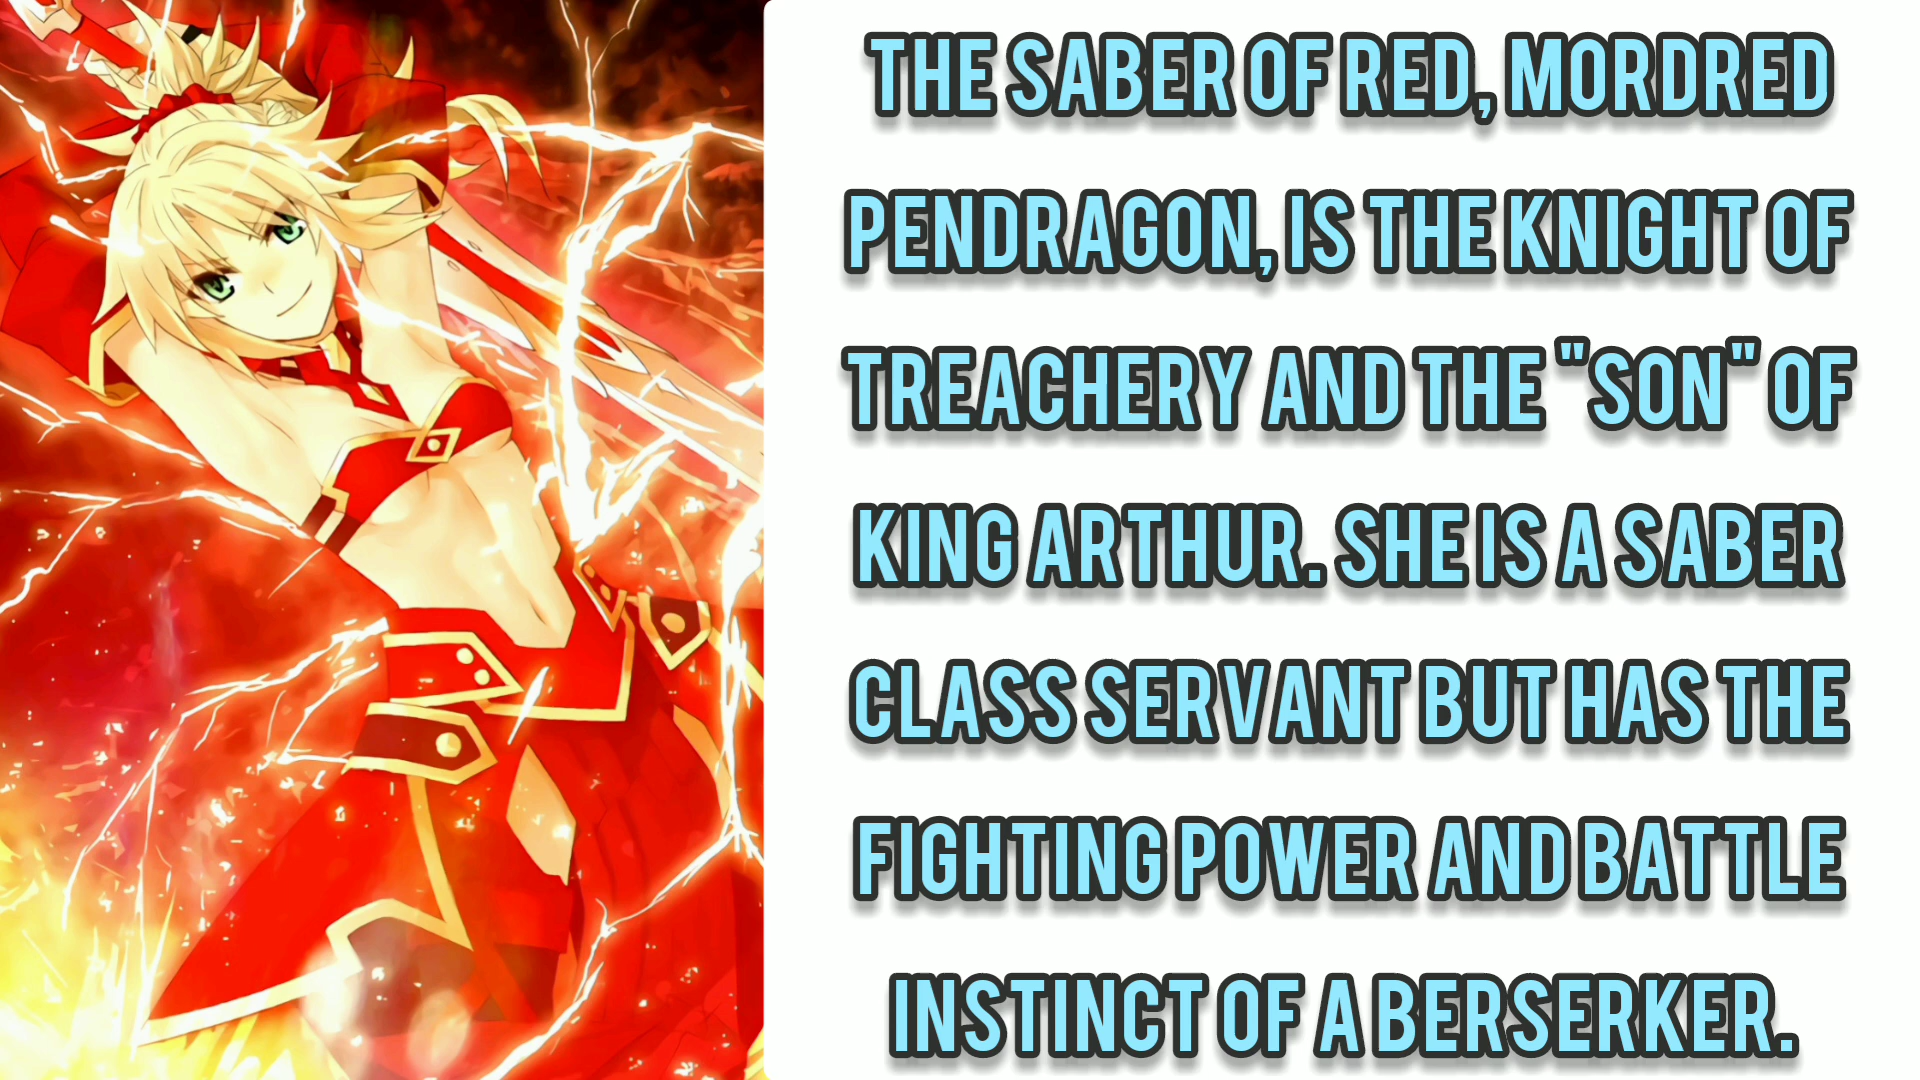 THE SABER OF RED, MORDRED
PENDRAGON, IS THE KNIGHT OF
TREACHERY AND THE "SON" OF
KING ARTHUR. SHE IS A SABER
CLASS SERVANT BUT HAS THE
FIGHTING POWER AND BATTLE
INSTINCT OF A BERSERKER.